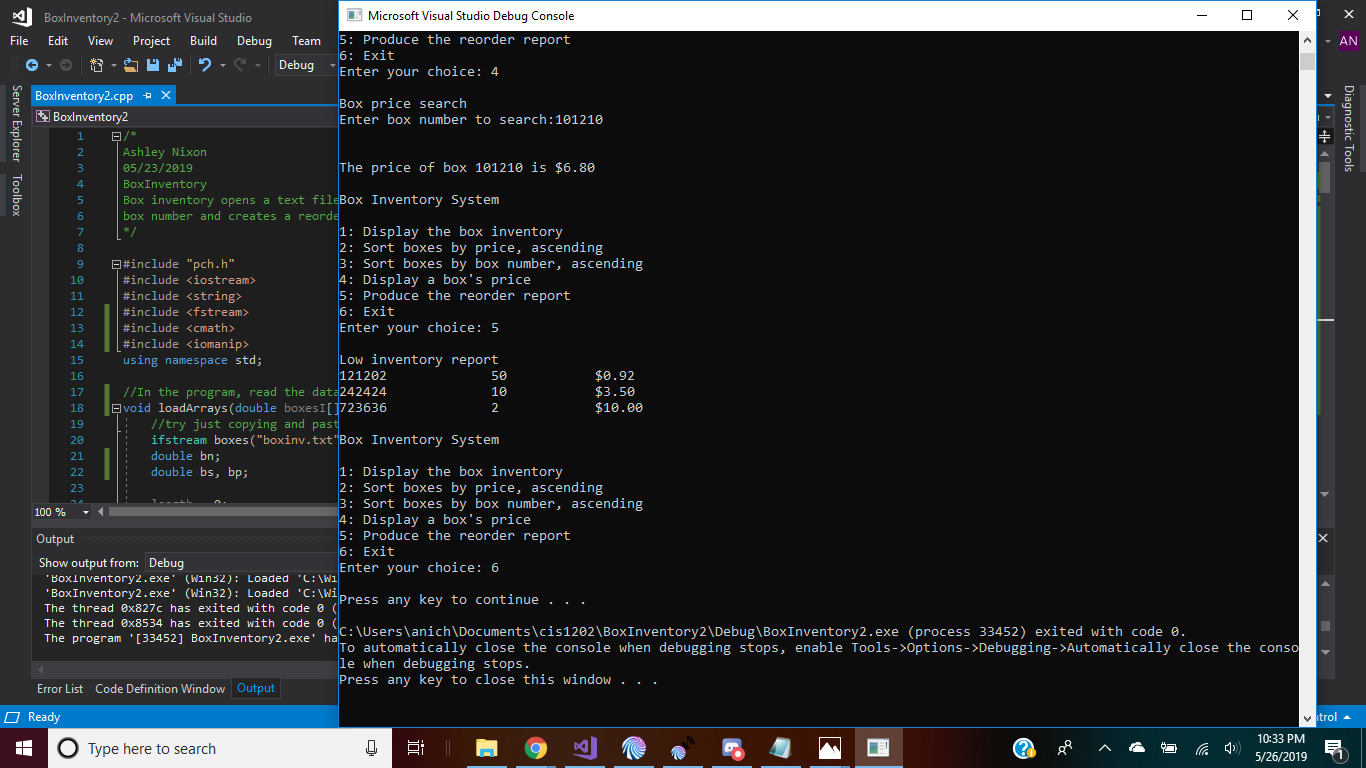 BoxInventory2 - Microsoft Visual Studio
File Edit View Project Build Debug Team
Debug
AN
Server Explorer
Toolbox
Diagnostic Tools
BoxInventory2.cpp
BoxInventory2
1 /*
2 Ashley Nixon
3 05/23/2019
4 BoxInventory
5 Box inventory opens a text file
6 box number and creates a reorde
7 */
8
9 #include "pch.h"
10 #include <iostream>
11 #include <string>
12 #include <fstream>
13 #include <cmath>
14 #include <iomanip>
15 using namespace std;
16
17 //In the program, read the data
18 void loadArrays(double boxesI[]
19 //try just copying and past
20 ifstream boxes("boxinv.txt"
21 double bn;
22 double bs, bp;
23
100 %
Output
Show output from: Debug
'BoxInventory2.exe' (Win32): Loaded 'C:\Wi
'BoxInventory2.exe' (Win32): Loaded 'C:\Wi
The thread 0x827c has exited with code 0 (
The thread 0x8534 has exited with code 0 (
The program '[33452] BoxInventory2.exe' ha
Error List Code Definition Window Output
Ready
Microsoft Visual Studio Debug Console
5: Produce the reorder report
6: Exit
Enter your choice: 4
Box price search
Enter box number to search:101210
The price of box 101210 is $6.80
Box Inventory System
1: Display the box inventory
2: Sort boxes by price, ascending
3: Sort boxes by box number, ascending
4: Display a box's price
5: Produce the reorder report
6: Exit
Enter your choice: 5
Low inventory report
121202 50 $0.92
242424 10 $3.50
723636 2 $10.00
Box Inventory System
1: Display the box inventory
2: Sort boxes by price, ascending
3: Sort boxes by box number, ascending
4: Display a box's price
5: Produce the reorder report
6: Exit
Enter your choice: 6
Press any key to continue . . .
C:\Users\anich\Documents\cis1202\BoxInventory2\Debug\BoxInventory2.exe (process 33452) exited with code 0.
To automatically close the console when debugging stops, enable Tools->Options->Debugging->Automatically close the conso
le when debugging stops.
Press any key to close this window . . .
trol
Type here to search
10:33 PM
5/26/2019
1